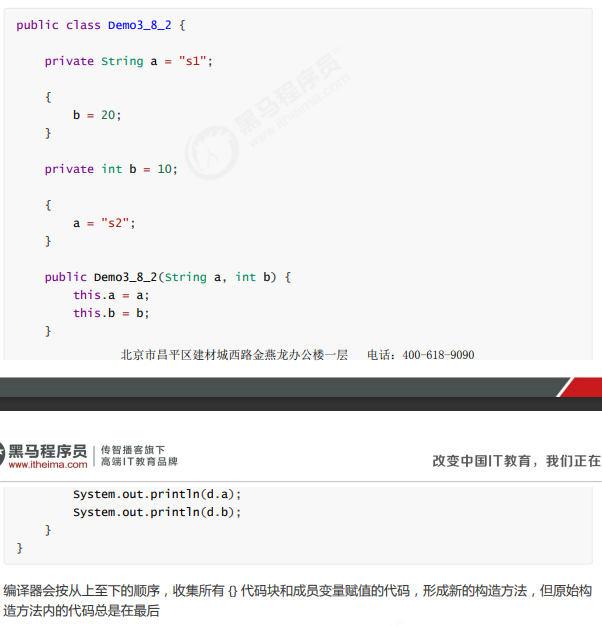 public class Demo3_8_2 {
private String a = "s1";
{
b = 20;
}
private int b = 10;
{
a = "s2";
}
public Demo3_8_2(String a, int b) {
this.a = a;
this.b = b;
}
黑马程序员
www.itheima.com
北京市昌平区建材城西路金燕龙办公楼一层 电话：400-618-9090
黑马程序员
www.itheima.com
传智播客旗下
高端IT教育品牌
改变中国IT教育，我们正在
System.out.println(d.a);
System.out.println(d.b);
}
}
编译器会按从上至下的顺序，收集所有 {} 代码块和成员变量赋值的代码，形成新的构造方法，但原始构
造方法内的代码总是在最后